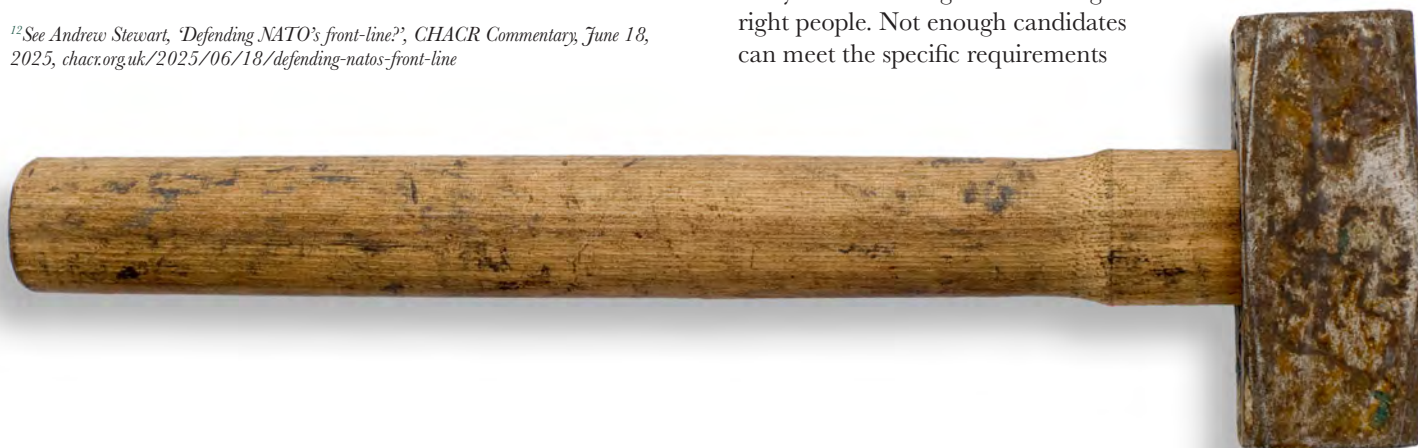 ¹²See Andrew Stewart, ‘Defending NATO’s front-line?’, CHACR Commentary, June 18,
2025, chacr.org.uk/2025/06/18/defending-natos-front-line
right people. Not enough candidates
can meet the specific requirements